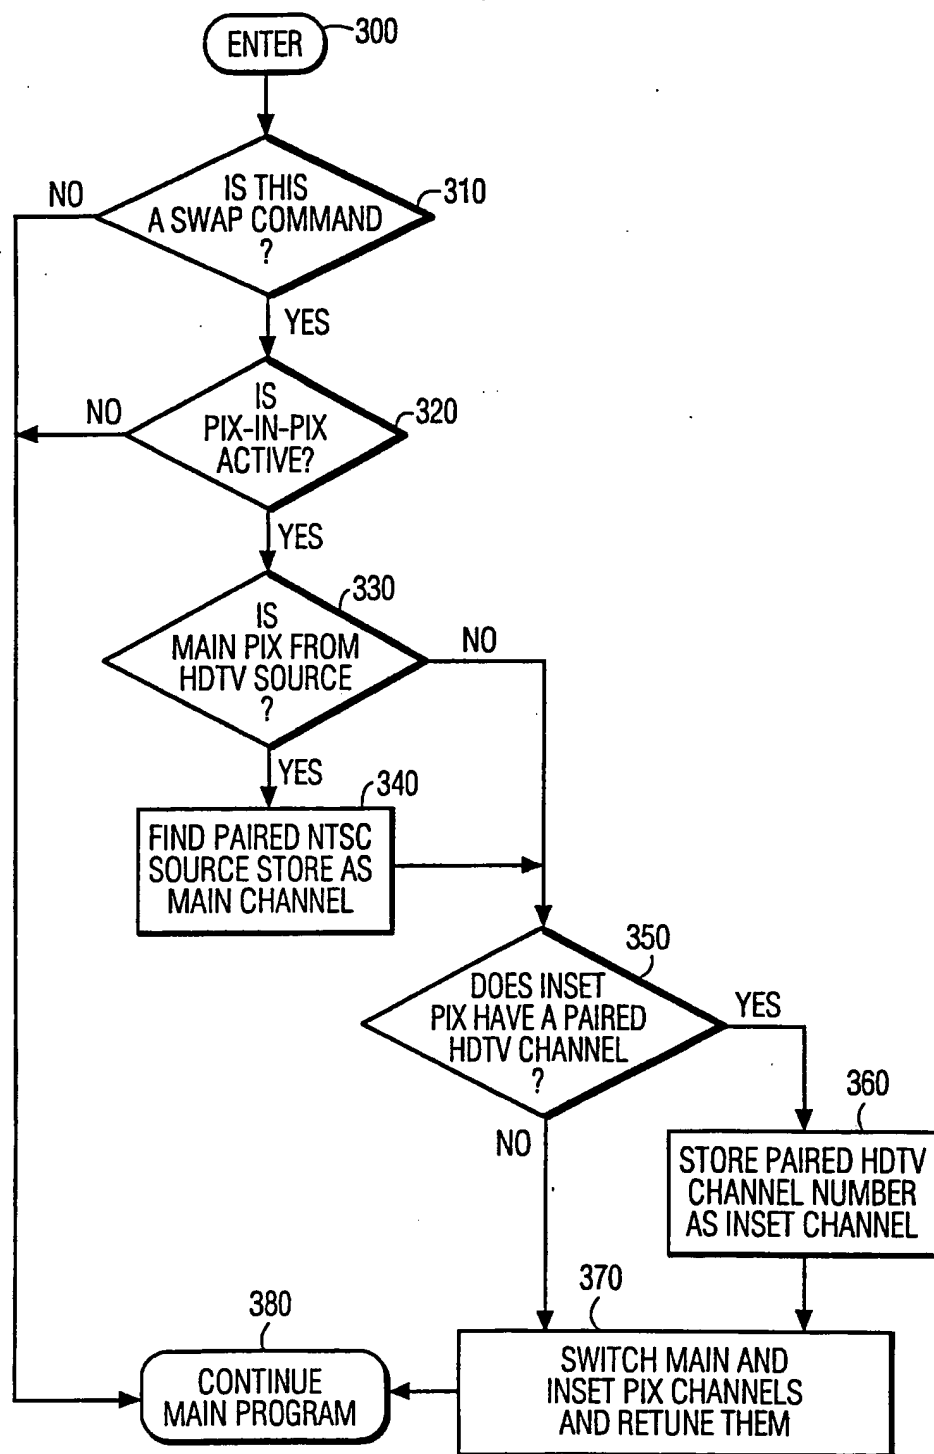 ENTER
300
IS THIS
A SWAP COMMAND
?
310
NO
YES
IS
PIX-IN-PIX
ACTIVE?
320
NO
YES
330
IS
MAIN PIX FROM
HDTV SOURCE
?
NO
YES
340
FIND PAIRED NTSC
SOURCE STORE AS
MAIN CHANNEL
350
DOES INSET
PIX HAVE A PAIRED
HDTV CHANNEL
?
YES
NO
360
STORE PAIRED HDTV
CHANNEL NUMBER
AS INSET CHANNEL
370
SWITCH MAIN AND
INSET PIX CHANNELS
AND RETUNE THEM
380
CONTINUE
MAIN PROGRAM